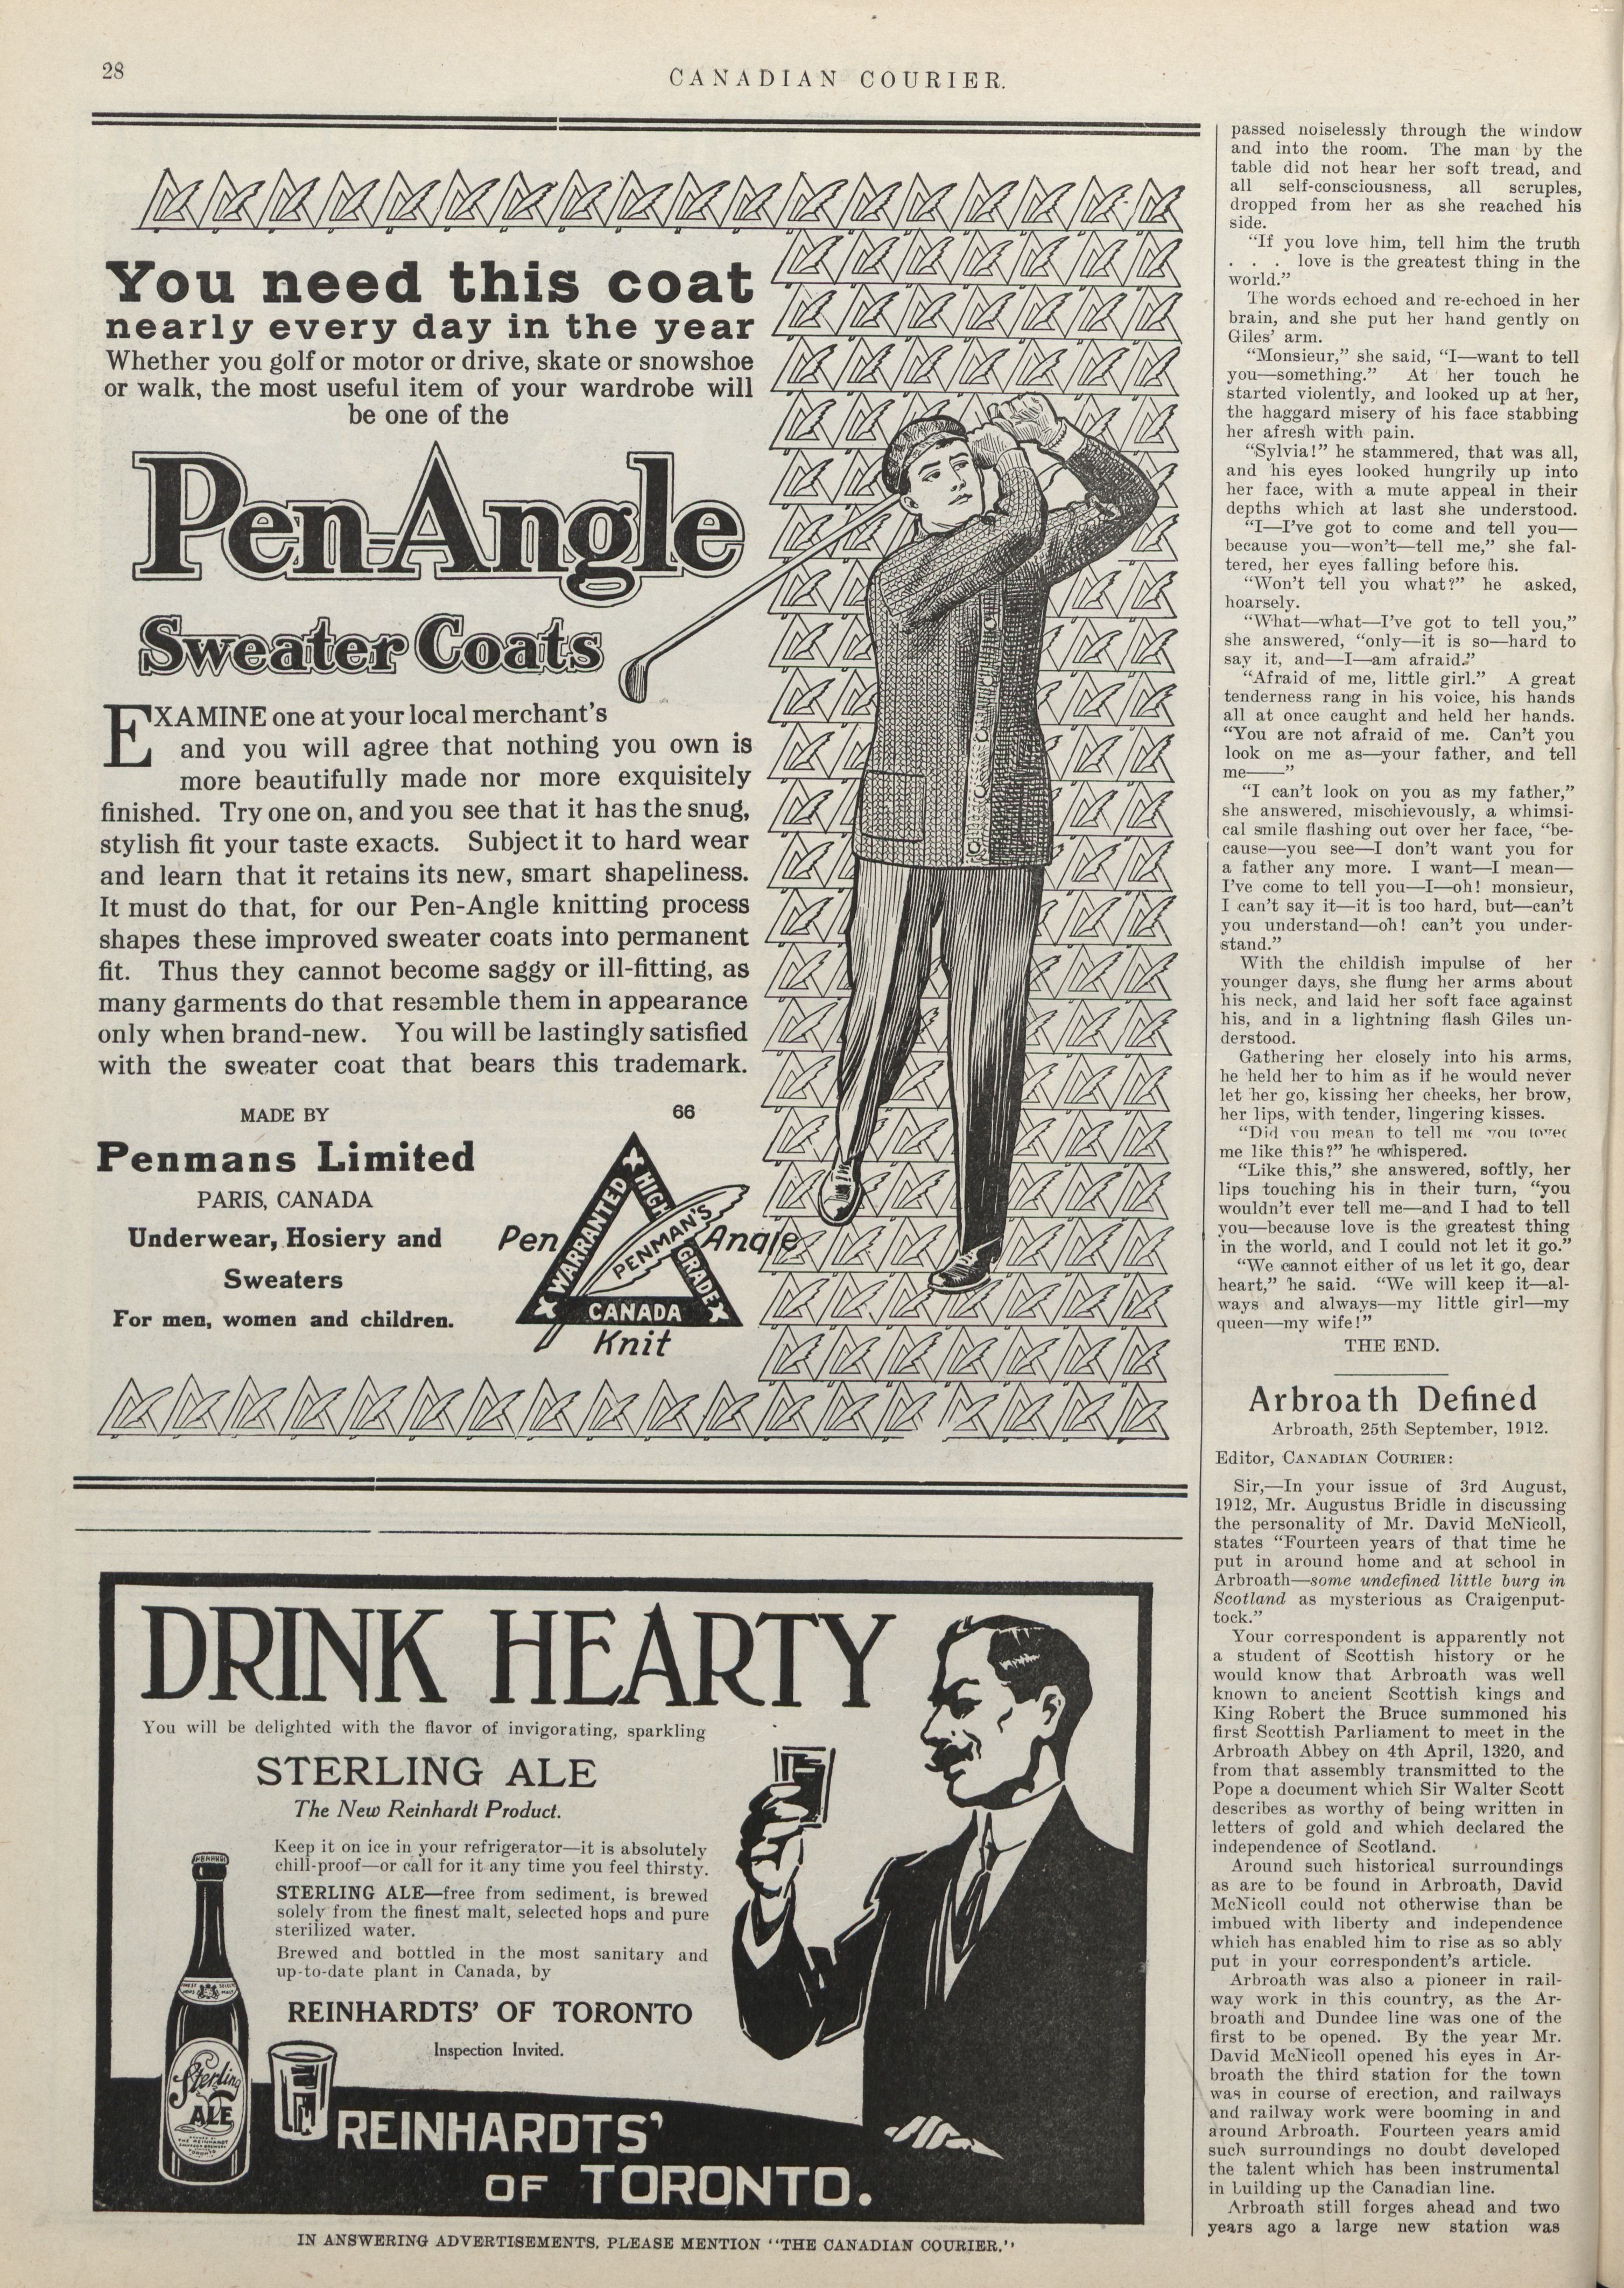 28
CANADIAN COURIER.
You need this coat
nearly every day in the year
Whether you golf or motor or drive, skate or snowshoe
or walk, the most useful item of your wardrobe will
be one of the
Pen-Angle
Sweater Coats
EXAMINE one at your local merchant's
and you will agree that nothing you own is
more beautifully made nor more exquisitely
finished. Try one on, and you see that it has the snug,
stylish fit your taste exacts. Subject it to hard wear
and learn that it retains its new, smart shapeliness.
It must do that, for our Pen-Angle knitting process
shapes these improved sweater coats into permanent
fit. Thus they cannot become saggy or ill-fitting, as
many garments do that resemble them in appearance
only when brand-new. You will be lastingly satisfied
with the sweater coat that bears this trademark.
MADE BY
66
Penmans Limited
PARIS, CANADA
Underwear, Hosiery and
Sweaters
For men, women and children.
Pen Angle
WARRANTED
HIGH GRADE
PENMAN'S
CANADA
Knit
DRINK HEARTY
You will be delighted with the flavor of invigorating, sparkling
STERLING ALE
The New Reinhardt Product.
Keep it on ice in your refrigerator—it is absolutely
chill-proof—or call for it any time you feel thirsty.
STERLING ALE—free from sediment, is brewed
solely from the finest malt, selected hops and pure
sterilized water.
Brewed and bottled in the most sanitary and
up-to-date plant in Canada, by
REINHARDTS' OF TORONTO
Inspection Invited.
Sterling
ALE
REINHARDTS'
OF TORONTO.
IN ANSWERING ADVERTISEMENTS, PLEASE MENTION "THE CANADIAN COURIER."
passed noiselessly through the window
and into the room. The man by the
table did not hear her soft tread, and
all self-consciousness, all scruples,
dropped from her as she reached his
side.
"If you love him, tell him the truth
. . . love is the greatest thing in the
world."
The words echoed and re-echoed in her
brain, and she put her hand gently on
Giles' arm.
"Monsieur," she said, "I—want to tell
you—something." At her touch he
started violently, and looked up at her,
the haggard misery of his face stabbing
her afresh with pain.
"Sylvia!" he stammered, that was all,
and his eyes looked hungrily up into
her face, with a mute appeal in their
depths which at last she understood.
"I—I've got to come and tell you—
because you—won't—tell me," she fal-
tered, her eyes falling before his.
"Won't tell you what?" he asked,
hoarsely.
"What—what—I've got to tell you,"
she answered, "only—it is so—hard to
say it, and—I—am afraid."
"Afraid of me, little girl." A great
tenderness rang in his voice, his hands
all at once caught and held her hands.
"You are not afraid of me. Can't you
look on me as—your father, and tell
me——"
"I can't look on you as my father,"
she answered, mischievously, a whimsi-
cal smile flashing out over her face, "be-
cause—you see—I don't want you for
a father any more. I want—I mean—
I've come to tell you—I—oh! monsieur,
I can't say it—it is too hard, but—can't
you understand—oh! can't you under-
stand."
With the childish impulse of her
younger days, she flung her arms about
his neck, and laid her soft face against
his, and in a lightning flash Giles un-
derstood.
Gathering her closely into his arms,
he held her to him as if he would never
let her go, kissing her cheeks, her brow,
her lips, with tender, lingering kisses.
"Did you mean to tell me you loved
me like this?" he whispered.
"Like this," she answered, softly, her
lips touching his in their turn, "you
wouldn't ever tell me—and I had to tell
you—because love is the greatest thing
in the world, and I could not let it go."
"We cannot either of us let it go, dear
heart," he said. "We will keep it—al-
ways and always—my little girl—my
queen—my wife!"
THE END.
Arbroath Defined
Arbroath, 25th September, 1912.
Editor, CANADIAN COURIER:
Sir,—In your issue of 3rd August,
1912, Mr. Augustus Bridle in discussing
the personality of Mr. David McNicoll,
states "Fourteen years of that time he
put in around home and at school in
Arbroath—some undefined little burg in
Scotland as mysterious as Craigenput-
tock."
Your correspondent is apparently not
a student of Scottish history or he
would know that Arbroath was well
known to ancient Scottish kings and
King Robert the Bruce summoned his
first Scottish Parliament to meet in the
Arbroath Abbey on 4th April, 1320, and
from that assembly transmitted to the
Pope a document which Sir Walter Scott
describes as worthy of being written in
letters of gold and which declared the
independence of Scotland.
Around such historical surroundings
as are to be found in Arbroath, David
McNicoll could not otherwise than be
imbued with liberty and independence
which has enabled him to rise as so ably
put in your correspondent's article.
Arbroath was also a pioneer in rail-
way work in this country, as the Ar-
broath and Dundee line was one of the
first to be opened. By the year Mr.
David McNicoll opened his eyes in Ar-
broath the third station for the town
was in course of erection, and railways
and railway work were booming in and
around Arbroath. Fourteen years amid
such surroundings no doubt developed
the talent which has been instrumental
in building up the Canadian line.
Arbroath still forges ahead and two
years ago a large new station was